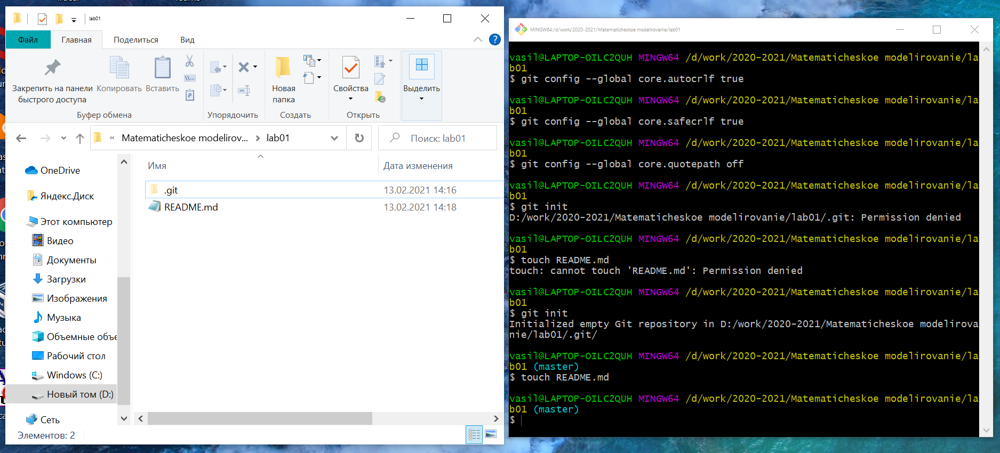 lab01
Файл
Главная
Поделиться
Вид
Закрепить на панели
быстрого доступа
Копировать
Вставить
Буфер обмена
Упорядочить
Новая
папка
Создать
Свойства
Открыть
Выделить
« Matematicheskoe modelirov... > lab01
Поиск: lab01
Имя
Дата изменения
.git 13.02.2021 14:16
README.md 13.02.2021 14:18
OneDrive
Яндекс.Диск
Этот компьютер
Видео
Документы
Загрузки
Изображения
Музыка
Объемные объе
Рабочий стол
Windows (C:)
Новый том (D:)
Сеть
Элементов: 2
MINGW64:/d/work/2020-2021/Matematicheskoe modelirovanie/lab01
vasil@LAPTOP-OILC2QUH MINGW64 /d/work/2020-2021/Matematicheskoe modelirovanie/la
b01
$ git config --global core.autocrlf true
vasil@LAPTOP-OILC2QUH MINGW64 /d/work/2020-2021/Matematicheskoe modelirovanie/la
b01
$ git config --global core.safecrlf true
vasil@LAPTOP-OILC2QUH MINGW64 /d/work/2020-2021/Matematicheskoe modelirovanie/la
b01
$ git config --global core.quotepath off
vasil@LAPTOP-OILC2QUH MINGW64 /d/work/2020-2021/Matematicheskoe modelirovanie/la
b01
$ git init
D:/work/2020-2021/Matematicheskoe modelirovanie/lab01/.git: Permission denied
vasil@LAPTOP-OILC2QUH MINGW64 /d/work/2020-2021/Matematicheskoe modelirovanie/la
b01
$ touch README.md
touch: cannot touch 'README.md': Permission denied
vasil@LAPTOP-OILC2QUH MINGW64 /d/work/2020-2021/Matematicheskoe modelirovanie/la
b01
$ git init
Initialized empty Git repository in D:/work/2020-2021/Matematicheskoe modelirova
nie/lab01/.git/
vasil@LAPTOP-OILC2QUH MINGW64 /d/work/2020-2021/Matematicheskoe modelirovanie/la
b01 (master)
$ touch README.md
vasil@LAPTOP-OILC2QUH MINGW64 /d/work/2020-2021/Matematicheskoe modelirovanie/la
b01 (master)
$